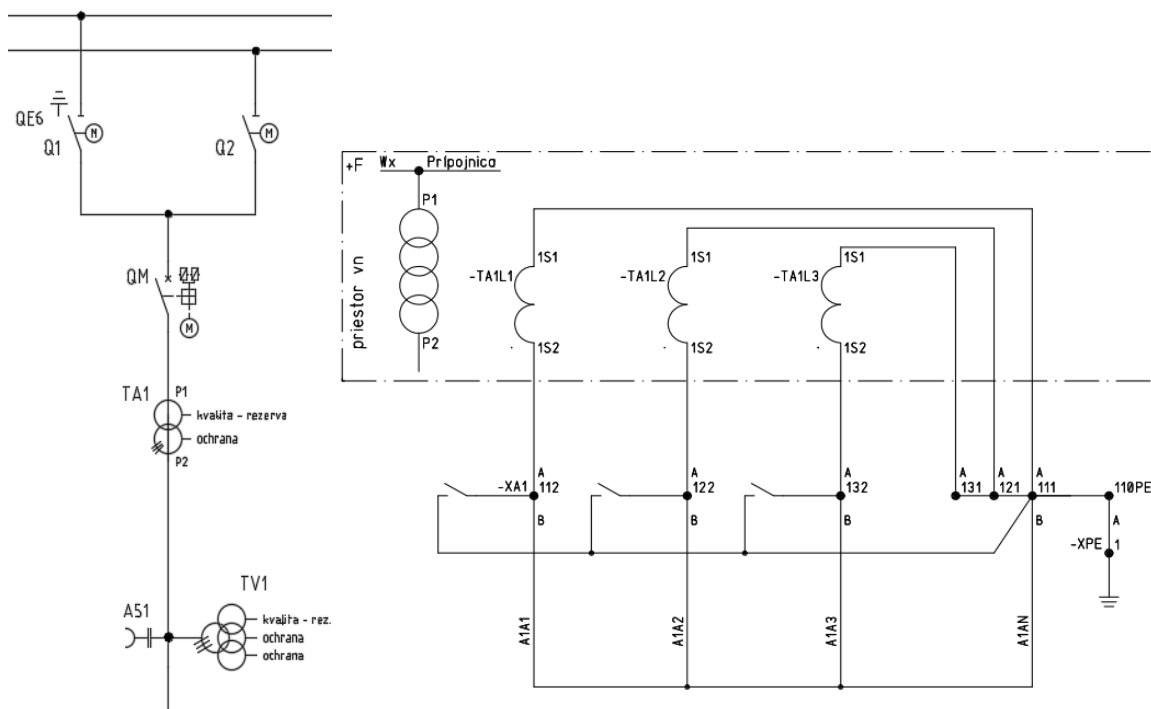 QE6
N
Q1
M
Q2
QM
M
TA1
P1
kvalita - rezerva
ochrana
P2
TV1
A51
kvalita - rez.
ochrana
ochrana
+F
Wx
Prípojnica
P1
P2
priestor vn
1S1
1S1
1S1
-TA1L1
-TA1L2
-TA1L3
1S2
1S2
1S2
A
A
A
A
A
A
-XA1
112
122
132
131
121
111
110PE
B
B
B
B
A
-XPE
1
A1A1
A1A2
A1A3
A1AN